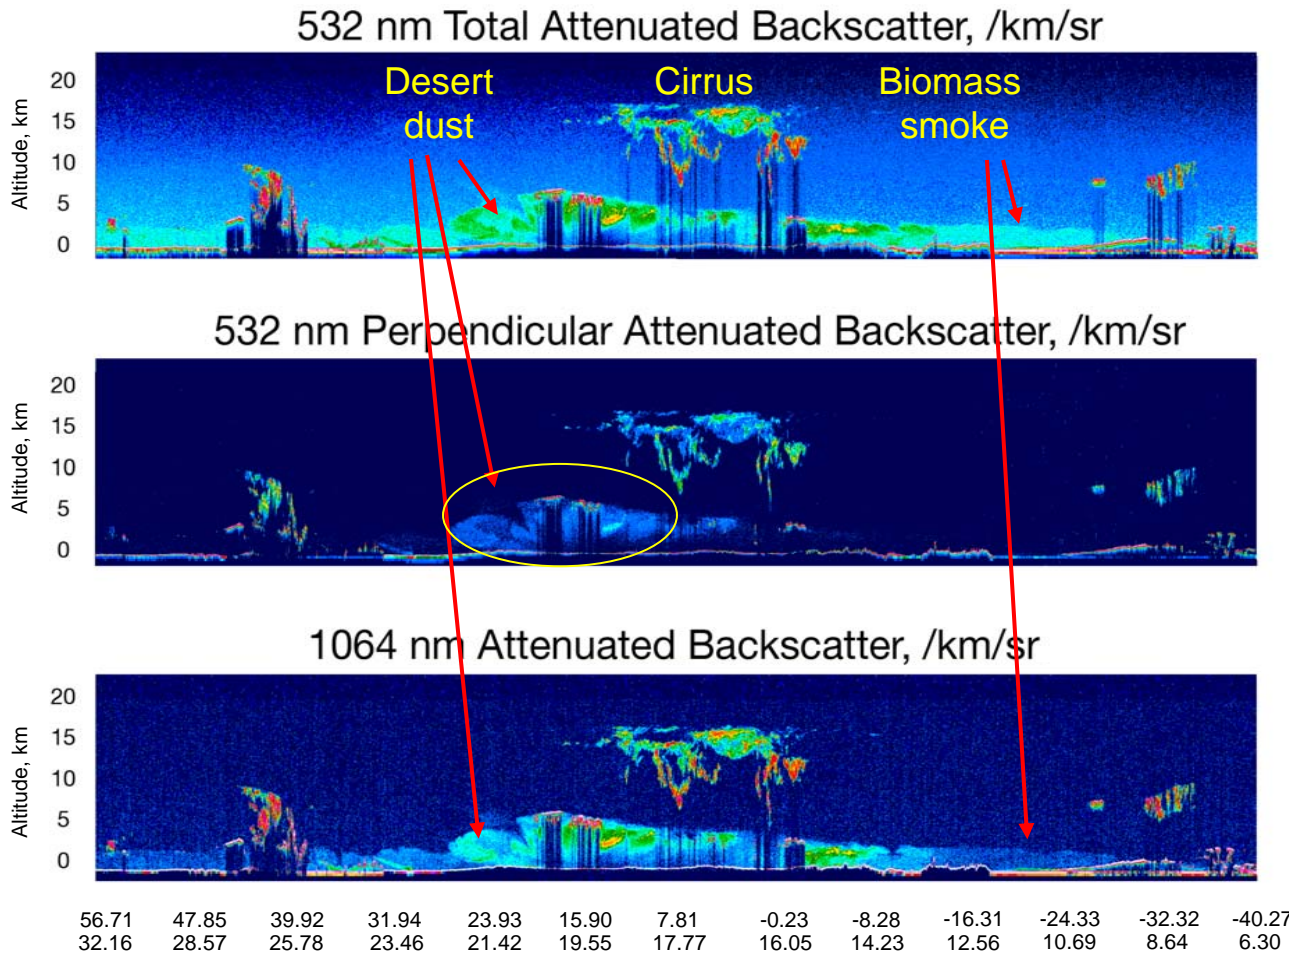 532 nm Total Attenuated Backscatter, /km/sr
Altitude, km
20
15
10
5
0
Desert
dust
Cirrus
Biomass
smoke
532 nm Perpendicular Attenuated Backscatter, /km/sr
Altitude, km
20
15
10
5
0
1064 nm Attenuated Backscatter, /km/sr
Altitude, km
20
15
10
5
0
56.71 47.85 39.92 31.94 23.93 15.90 7.81 -0.23 -8.28 -16.31 -24.33 -32.32 -40.27
32.16 28.57 25.78 23.46 21.42 19.55 17.77 16.05 14.23 12.56 10.69 8.64 6.30